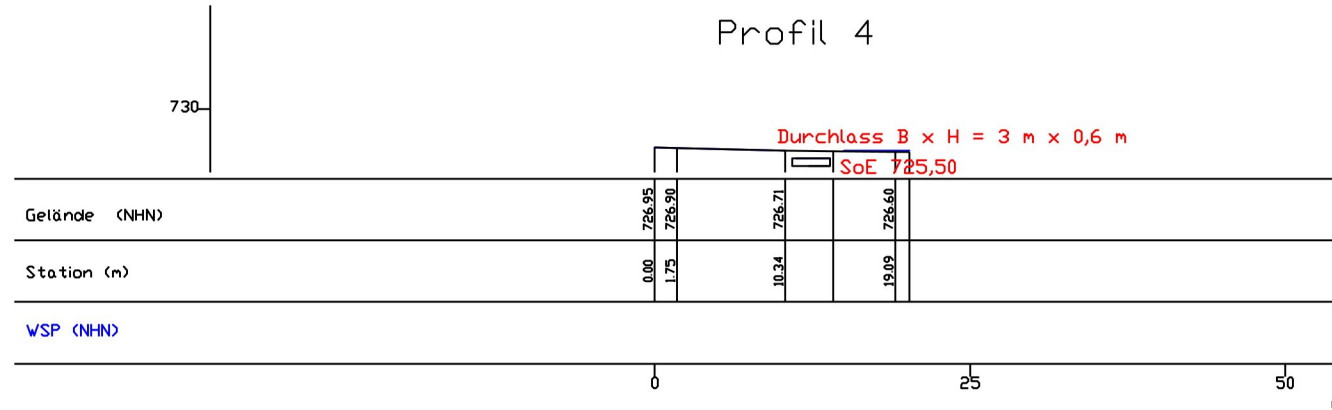 Profil 4
730
Durchlass B x H = 3 m x 0,6 m
SoE 725,50
Gelände (NHN)
726.95
726.90
726.71
726.60
Station (m)
0.00
1.75
10.34
19.09
WSP (NHN)
0
25
50